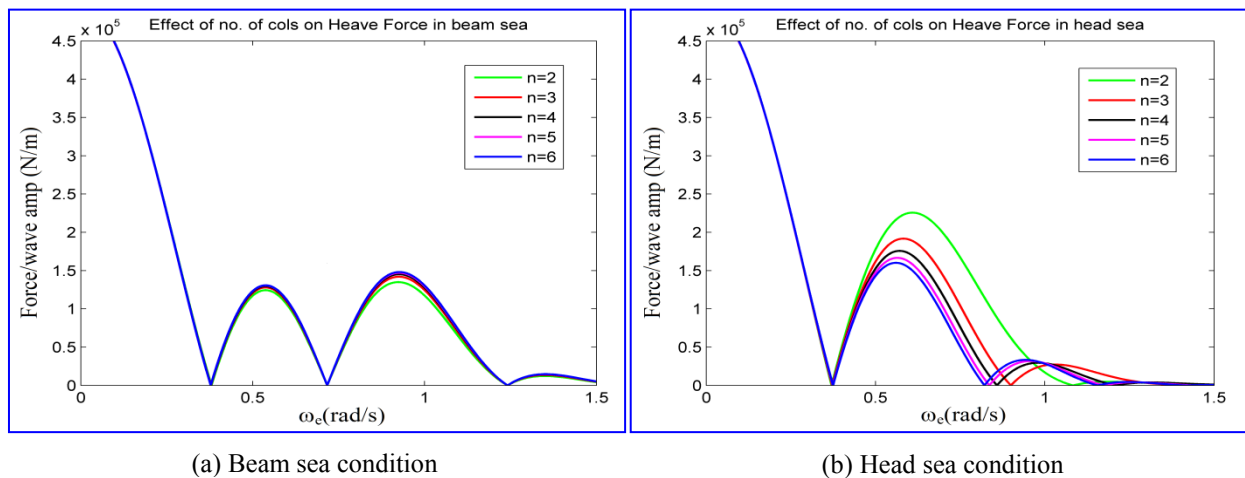 × 10⁵ Effect of no. of cols on Heave Force in beam sea
4.5
4
3.5
3
2.5
2
1.5
1
0.5
0
Force/wave amp (N/m)
n=2
n=3
n=4
n=5
n=6
0 0.5 1 1.5
ωe(rad/s)
(a) Beam sea condition
× 10⁵ Effect of no. of cols on Heave Force in head sea
4.5
4
3.5
3
2.5
2
1.5
1
0.5
0
Force/wave amp (N/m)
n=2
n=3
n=4
n=5
n=6
0 0.5 1 1.5
ωe(rad/s)
(b) Head sea condition